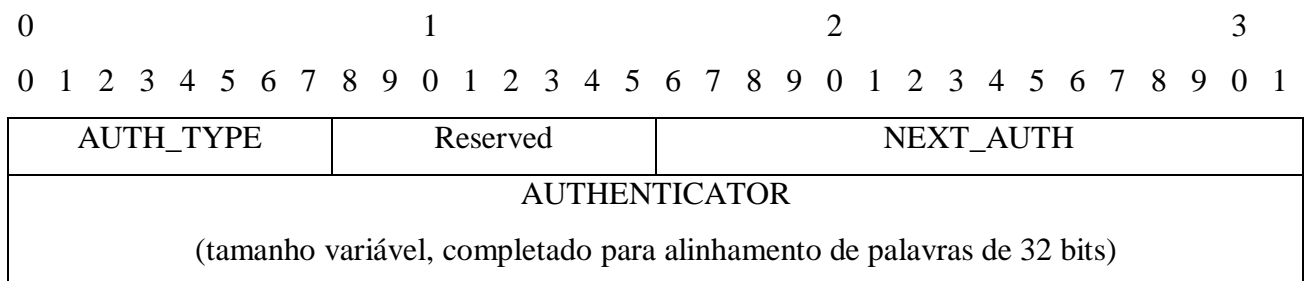 0 1 2 3
0 1 2 3 4 5 6 7 8 9 0 1 2 3 4 5 6 7 8 9 0 1 2 3 4 5 6 7 8 9 0 1
AUTH_TYPE Reserved NEXT_AUTH
AUTHENTICATOR
(tamanho variável, completado para alinhamento de palavras de 32 bits)